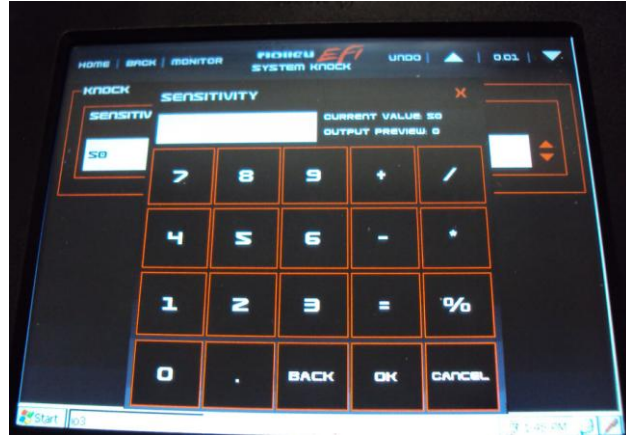 HOME | BACK | MONITOR HOLLEY EFI UNDO | | 0.01 |
SYSTEM KNOCK
KNOCK
SENSITIVITY X
SENSITIV
CURRENT VALUE: 50
OUTPUT PREVIEW: 0
50
7 8 9 + /
4 5 6 - *
1 2 3 = %
0 . BACK OK CANCEL
Start io3